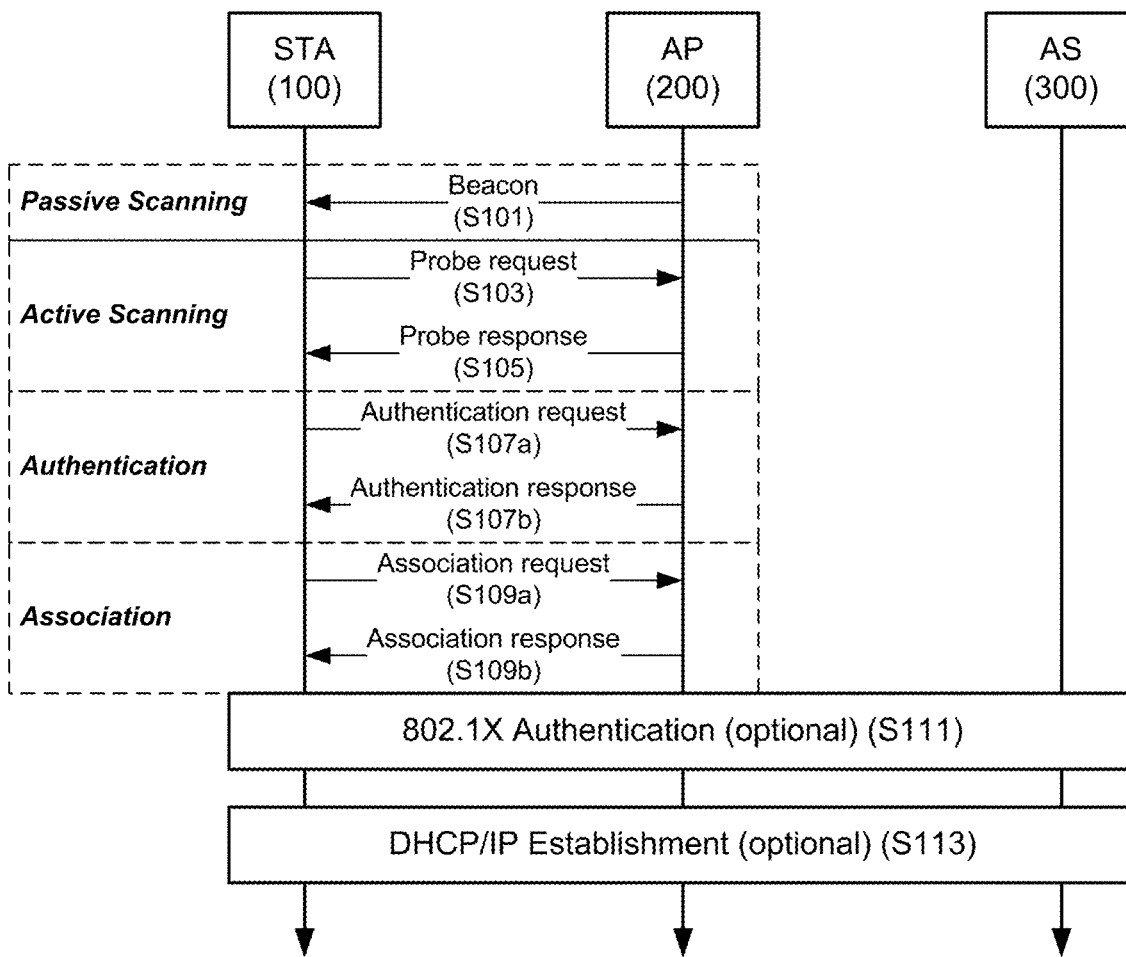 STA
(100)
AP
(200)
AS
(300)
Passive Scanning
Beacon
(S101)
Active Scanning
Probe request
(S103)
Probe response
(S105)
Authentication
Authentication request
(S107a)
Authentication response
(S107b)
Association
Association request
(S109a)
Association response
(S109b)
802.1X Authentication (optional) (S111)
DHCP/IP Establishment (optional) (S113)